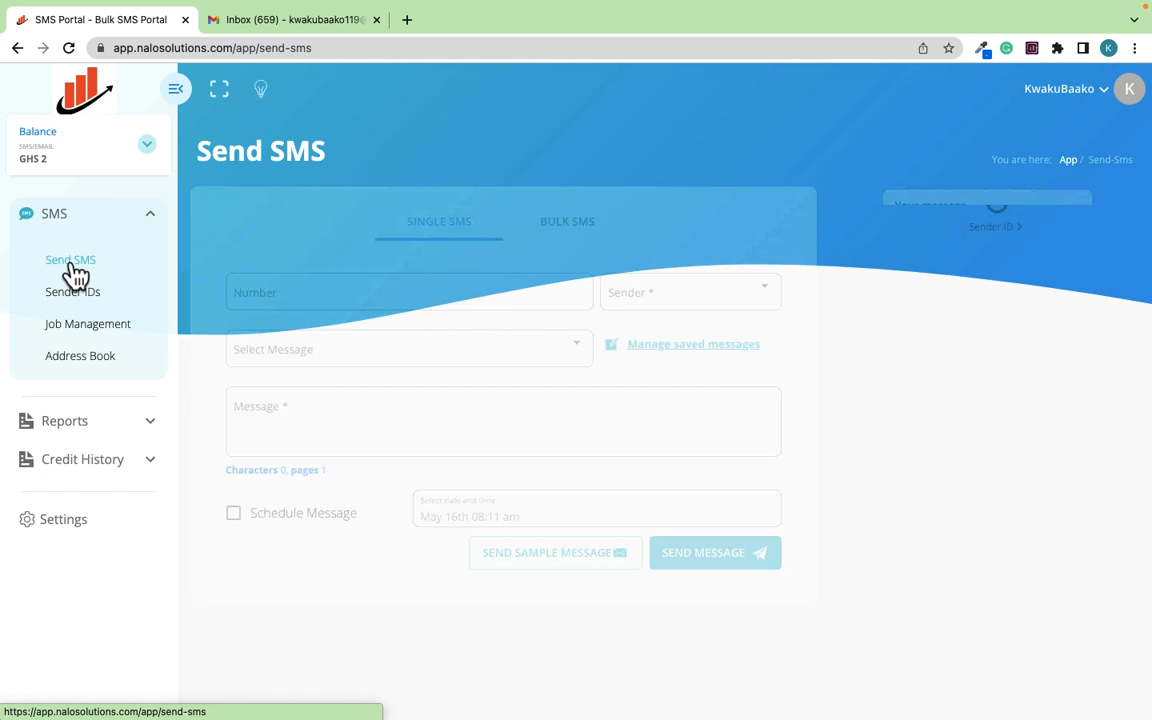 SMS Portal - Bulk SMS Portal
Inbox (659) - kwakubaako119@
app.nalosolutions.com/app/send-sms
K
KwakuBaako
K
Balance
SMS/EMAIL
GHS 2
Send SMS
You are here: App / Send-Sms
SMS
SMS
SINGLE SMS
BULK SMS
Your message
Sender ID >
Send SMS
Number
Sender *
Sender IDs
Job Management
Select Message
Manage saved messages
Address Book
Message *
Reports
Credit History
Characters 0, pages 1
Settings
Schedule Message
Select date and time
May 16th 08:11 am
SEND SAMPLE MESSAGE
SEND MESSAGE
https://app.nalosolutions.com/app/send-sms